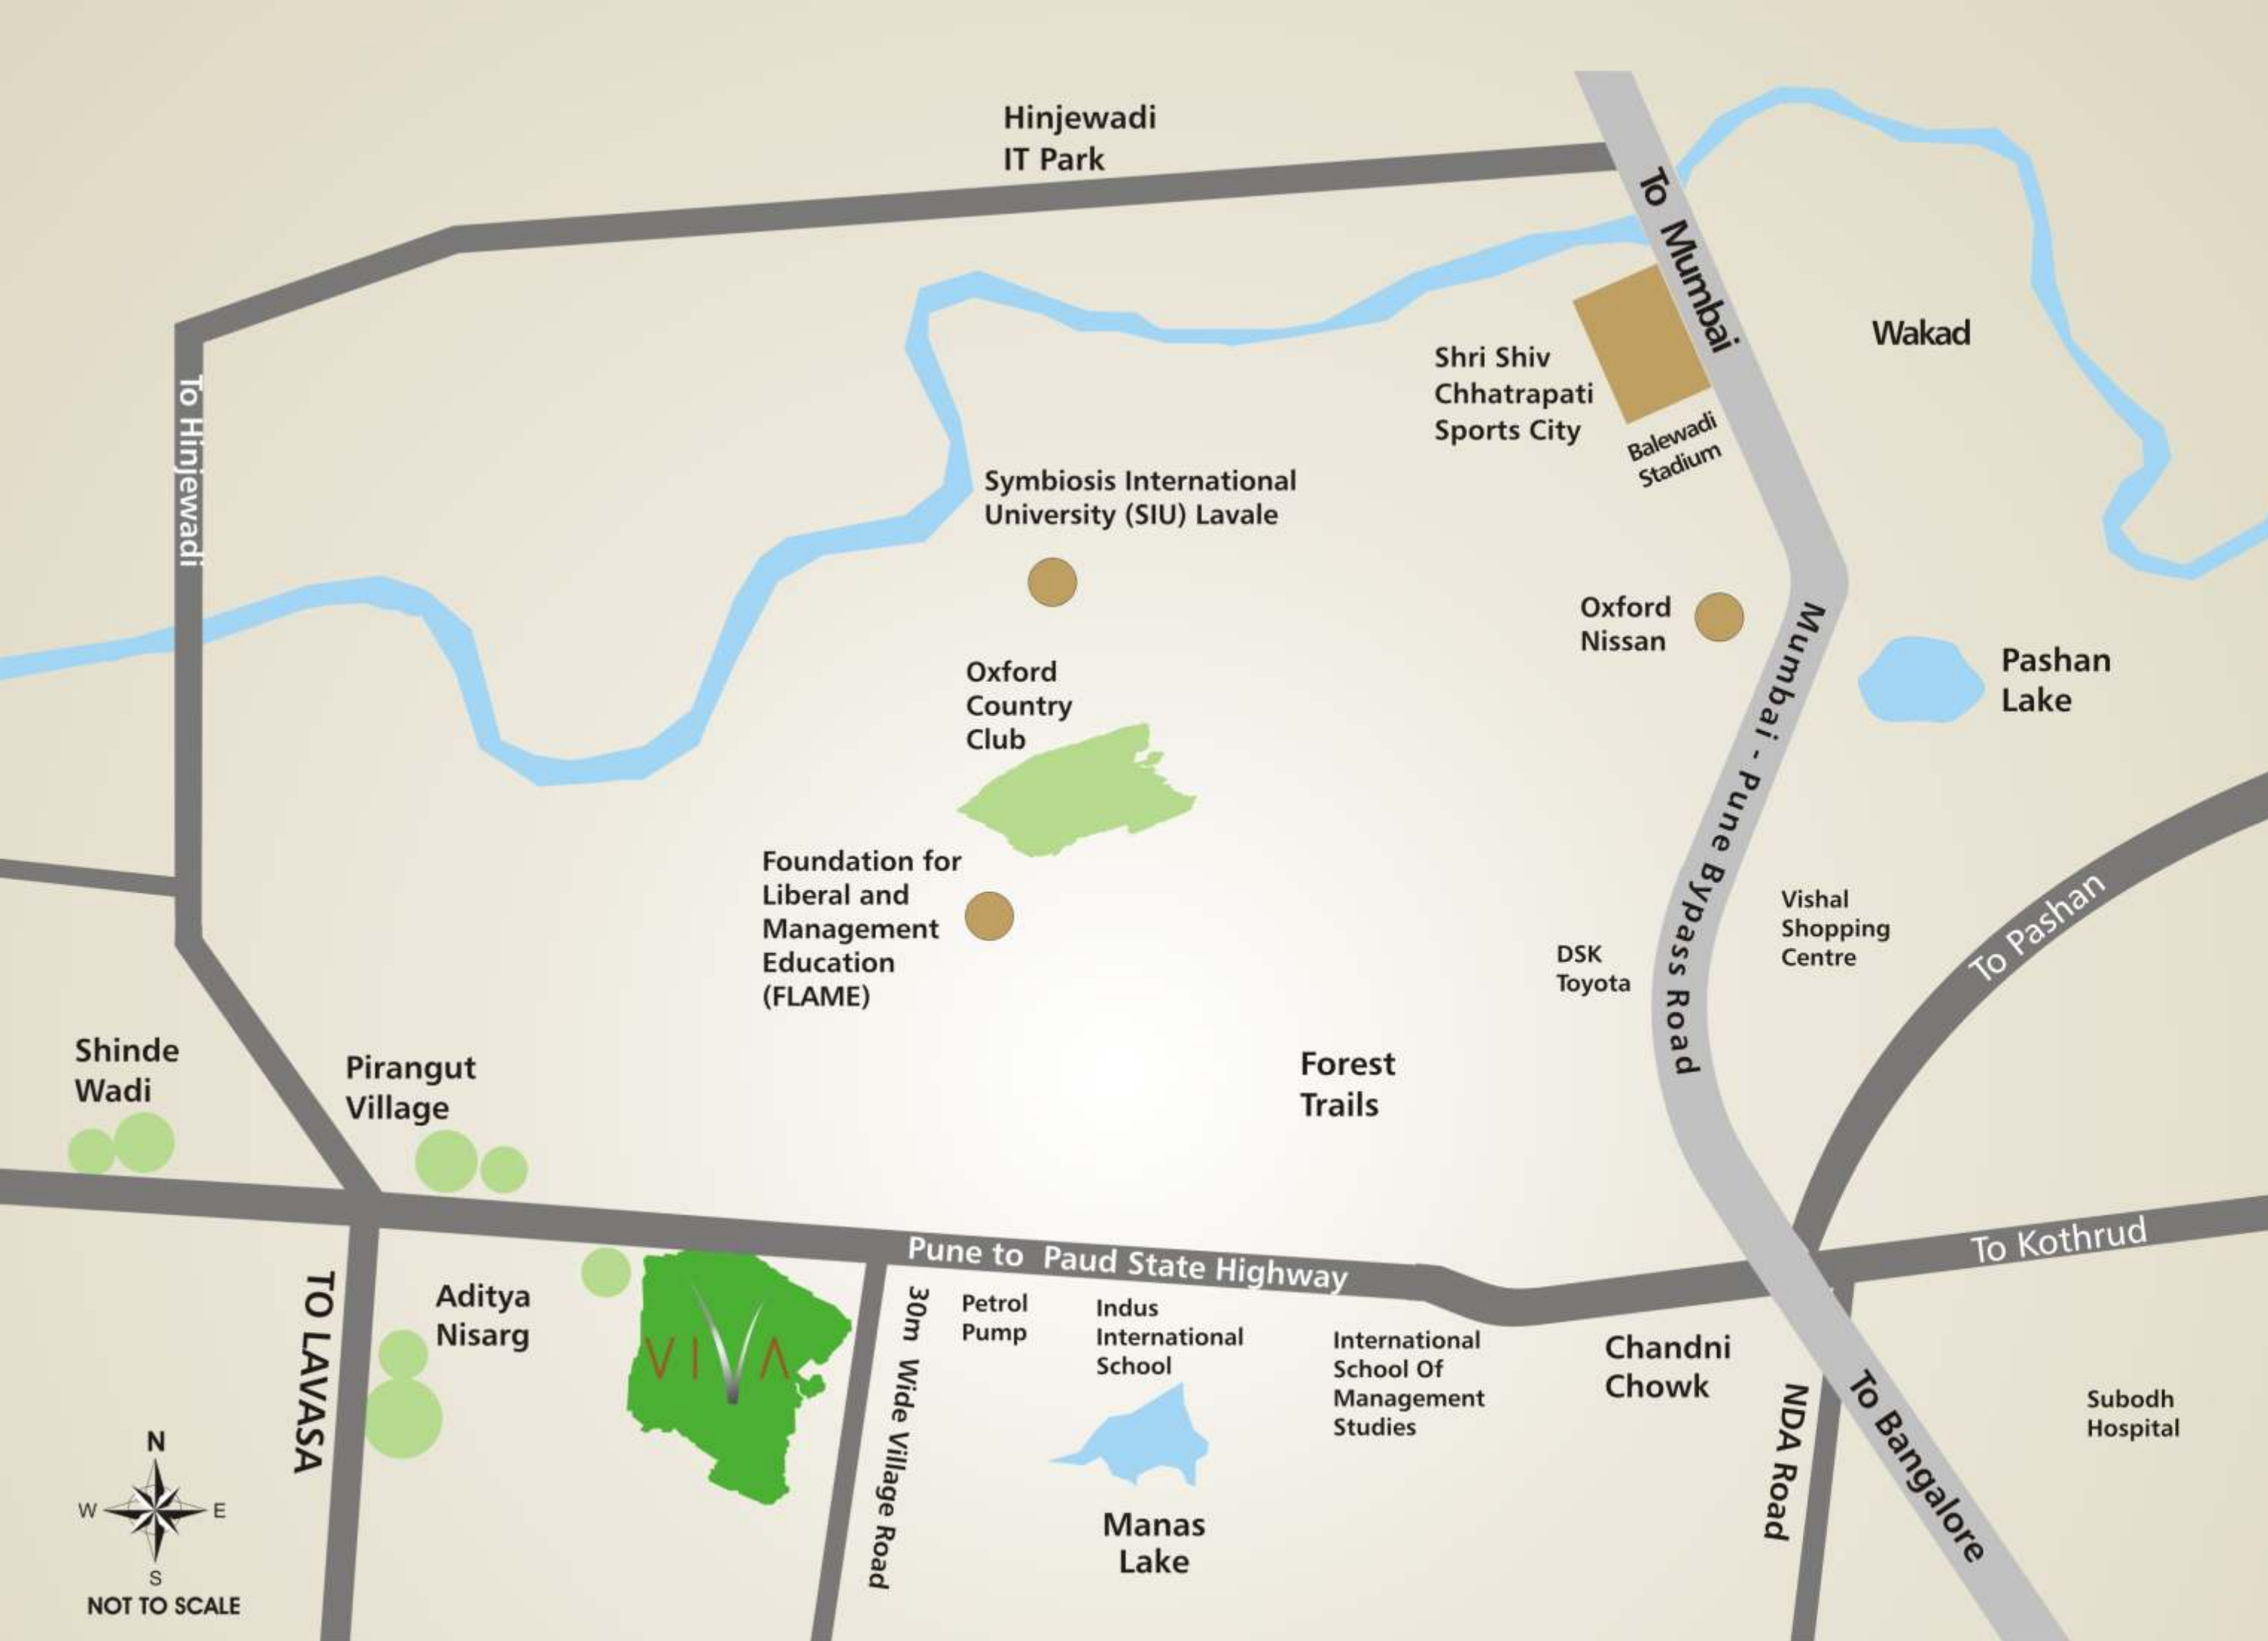 Hinjewadi
IT Park
To Mumbai
Wakad
Shri Shiv
Chhatrapati
Sports City
Balewadi
Stadium
To Hinjewadi
Symbiosis International
University (SIU) Lavale
Oxford
Nissan
Mumbai - Pune Bypass Road
Pashan
Lake
Oxford
Country
Club
Foundation for
Liberal and
Management
Education
(FLAME)
Vishal
Shopping
Centre
To Pashan
DSK
Toyota
Shinde
Wadi
Pirangut
Village
Forest
Trails
To Kothrud
Pune to Paud State Highway
TO LAVASA
Aditya
Nisarg
VIVA
30m Wide Village Road
Petrol
Pump
Indus
International
School
International
School Of
Management
Studies
Chandni
Chowk
NDA Road
To Bangalore
Subodh
Hospital
Manas
Lake
N
W
E
S
NOT TO SCALE